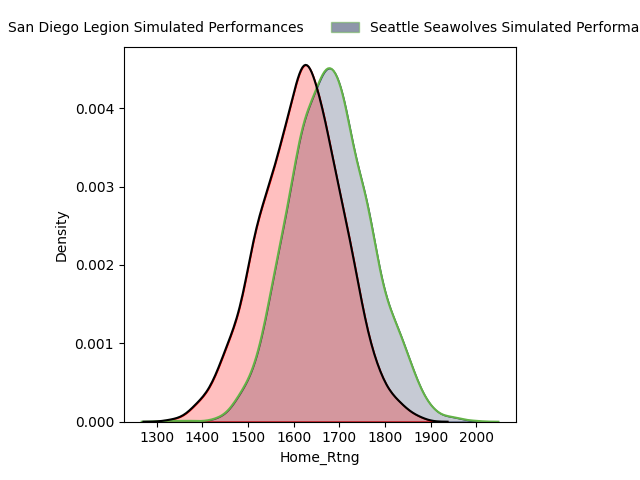 San Diego Legion Simulated Performances
Seattle Seawolves Simulated Performa
0.004
0.003
0.002
0.001
0.000
Density
1300 1400 1500 1600 1700 1800 1900 2000
Home_Rtng